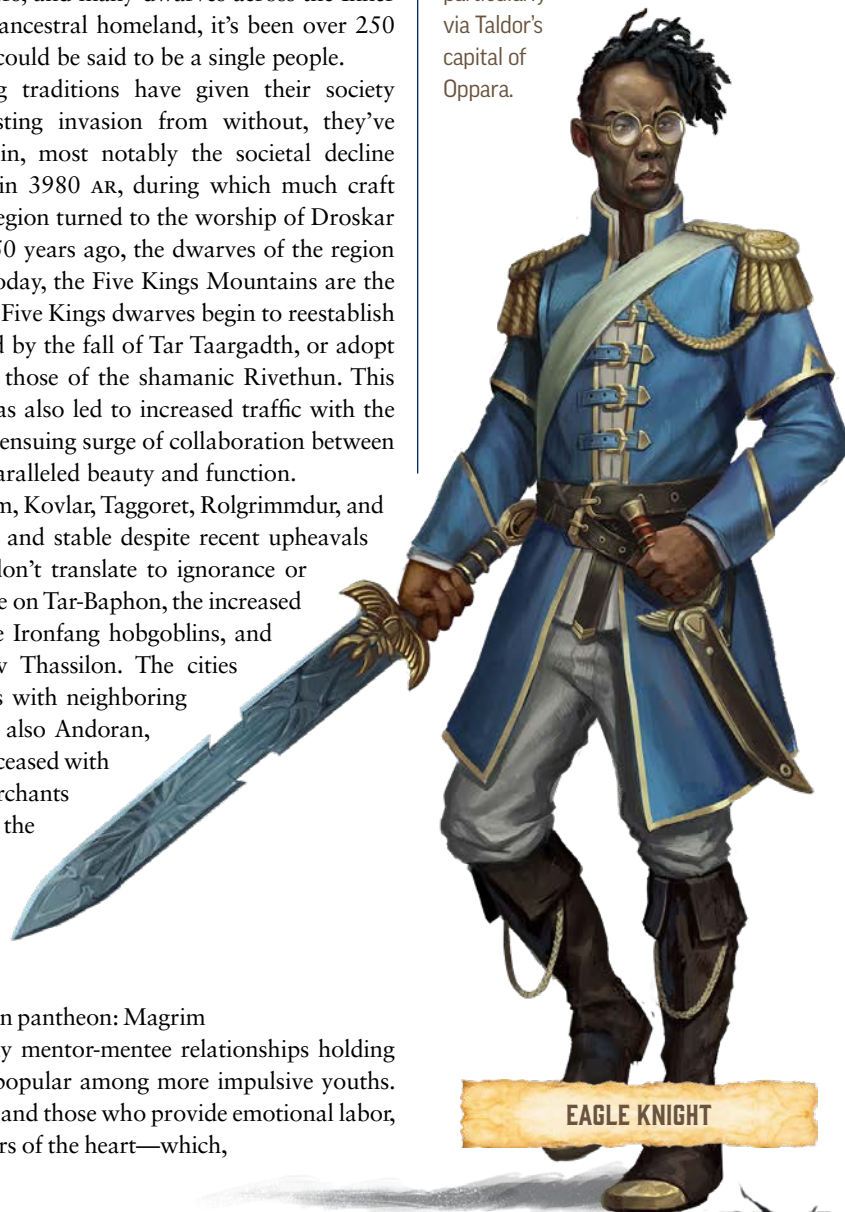 ancestral homeland, it's been over 250
could be said to be a single people.
g traditions have given their society
sting invasion from without, they've
in, most notably the societal decline
in 3980 AR, during which much craft
egion turned to the worship of Droskar
50 years ago, the dwarves of the region
oday, the Five Kings Mountains are the
Five Kings dwarves begin to reestablish
d by the fall of Tar Taargadth, or adopt
those of the shamanic Rivethun. This
as also led to increased traffic with the
ensuing surge of collaboration between
aralleled beauty and function.
m, Kovlar, Taggoret, Rolgrimmdur, and
and stable despite recent upheavals
don't translate to ignorance or
e on Tar-Baphon, the increased
e Ironfang hobgoblins, and
w Thassilon. The cities
s with neighboring
also Andoran,
ceased with
rchants
the
n pantheon: Magrim
y mentor-mentee relationships holding
popular among more impulsive youths.
and those who provide emotional labor,
rs of the heart—which,
via Taldor's
capital of
Oppara.
EAGLE KNIGHT